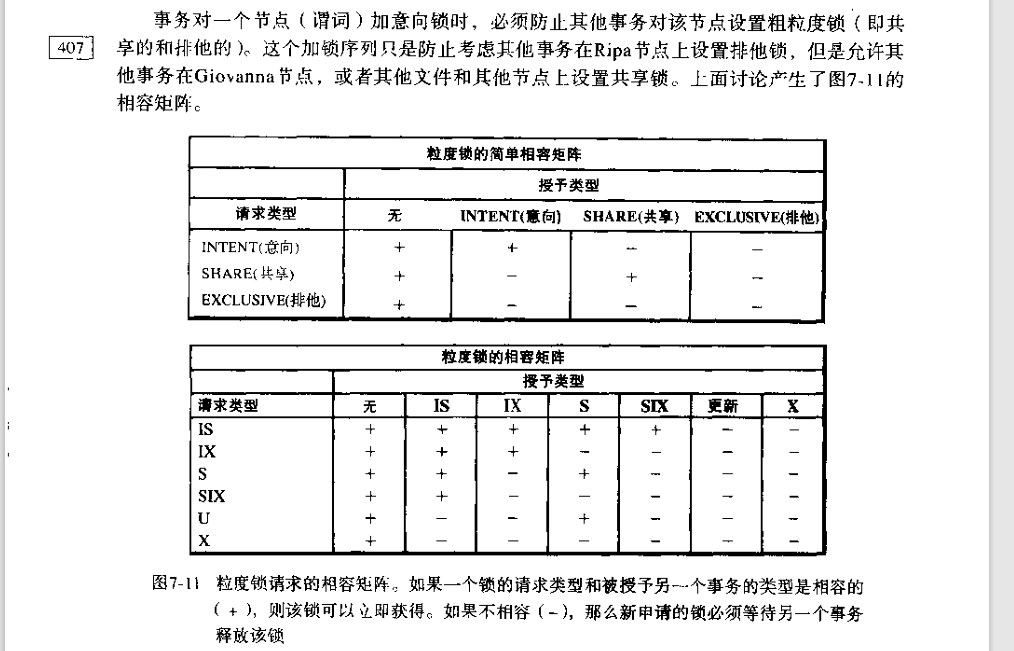 事务对一个节点（谓词）加意向锁时，必须防止其他事务对该节点设置粗粒度锁（即共
407
享的和排他的）。这个加锁序列只是防止考虑其他事务在Ripa节点上设置排他锁，但是允许其
他事务在Giovanna节点，或者其他文件和其他节点上设置共享锁。上面讨论产生了图7-11的
相容矩阵。
粒度锁的简单相容矩阵
授予类型
请求类型 无 INTENT(意向) SHARE(共享) EXCLUSIVE(排他)
INTENT(意向) + + − −
SHARE(共享) + − + −
EXCLUSIVE(排他) + − − −
粒度锁的相容矩阵
授予类型
请求类型 无 IS IX S SIX 更新 X
IS + + + + + − −
IX + + + − − − −
S + + − + − − −
SIX + + − − − − −
U + − − + − − −
X + − − − − − −
图7-11 粒度锁请求的相容矩阵。如果一个锁的请求类型和被授予另一个事务的类型是相容的
（+），则该锁可以立即获得。如果不相容（−），那么新申请的锁必须等待另一个事务
释放该锁